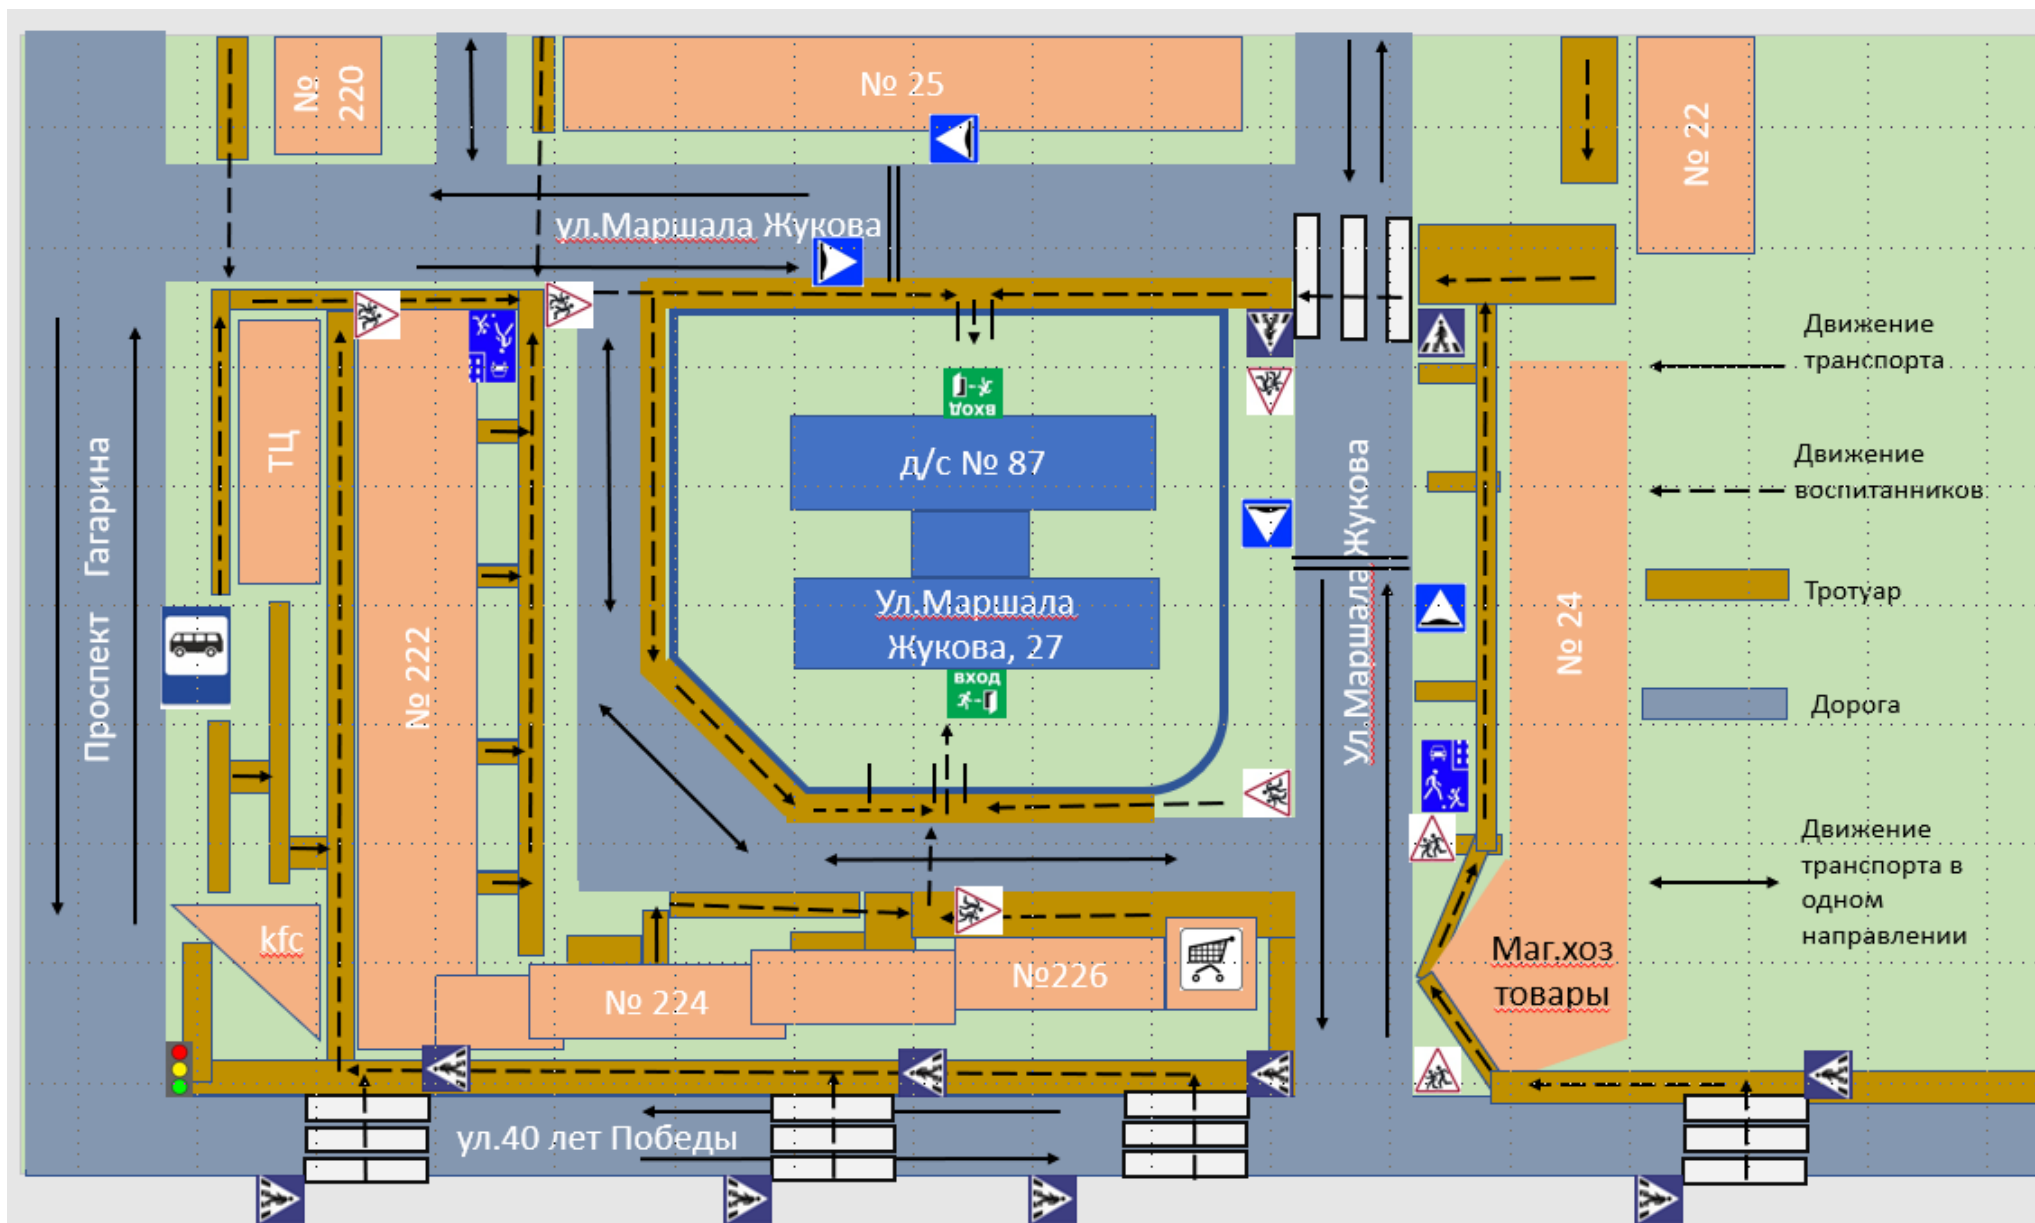 №
220
№ 25
№ 22
ул.Маршала Жукова
Движение
транспорта
ТЦ
вход
д/с № 87
Проспект Гагарина
Ул.Маршала Жукова
Движение
воспитанников
№ 222
Ул.Маршала
Жукова, 27
вход
№ 24
Тротуар
Дорога
kfc
№ 224
№226
Маг.хоз
товары
Движение
транспорта в
одном
направлении
ул.40 лет Победы